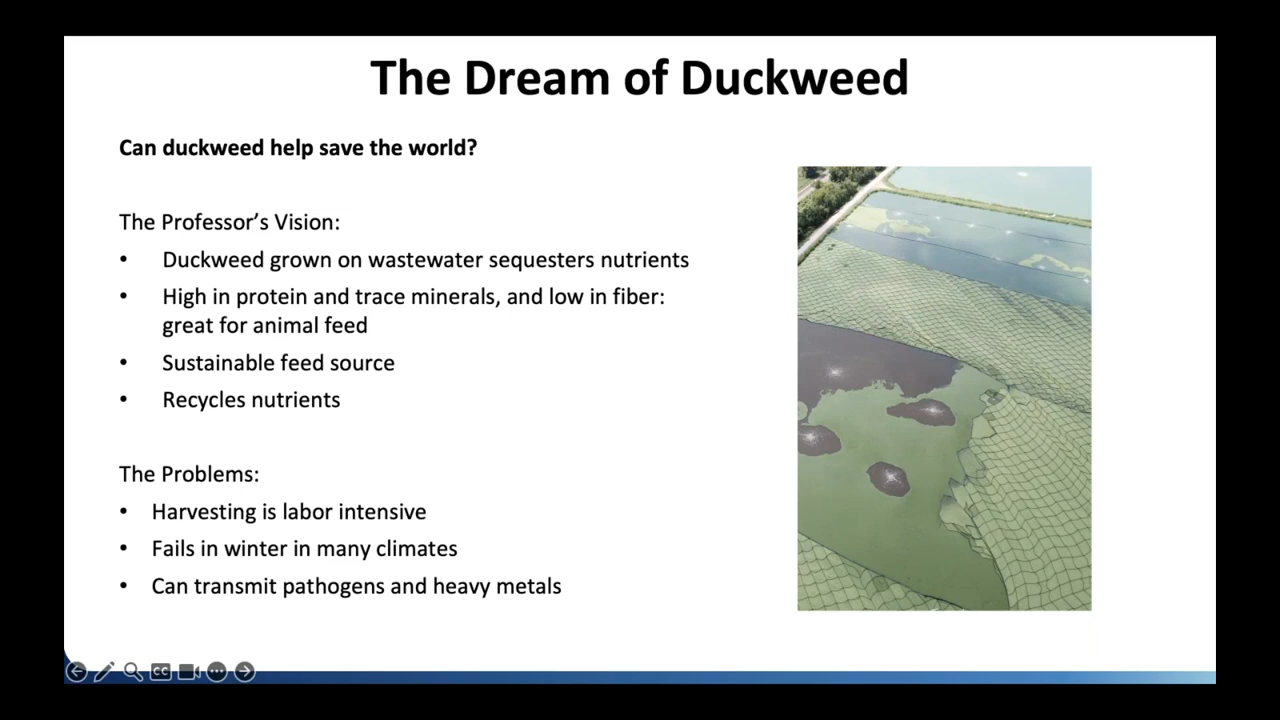 The Dream of Duckweed
Can duckweed help save the world?
The Professor's Vision:
• Duckweed grown on wastewater sequesters nutrients
• High in protein and trace minerals, and low in fiber:
great for animal feed
• Sustainable feed source
• Recycles nutrients
The Problems:
• Harvesting is labor intensive
• Fails in winter in many climates
• Can transmit pathogens and heavy metals
CC